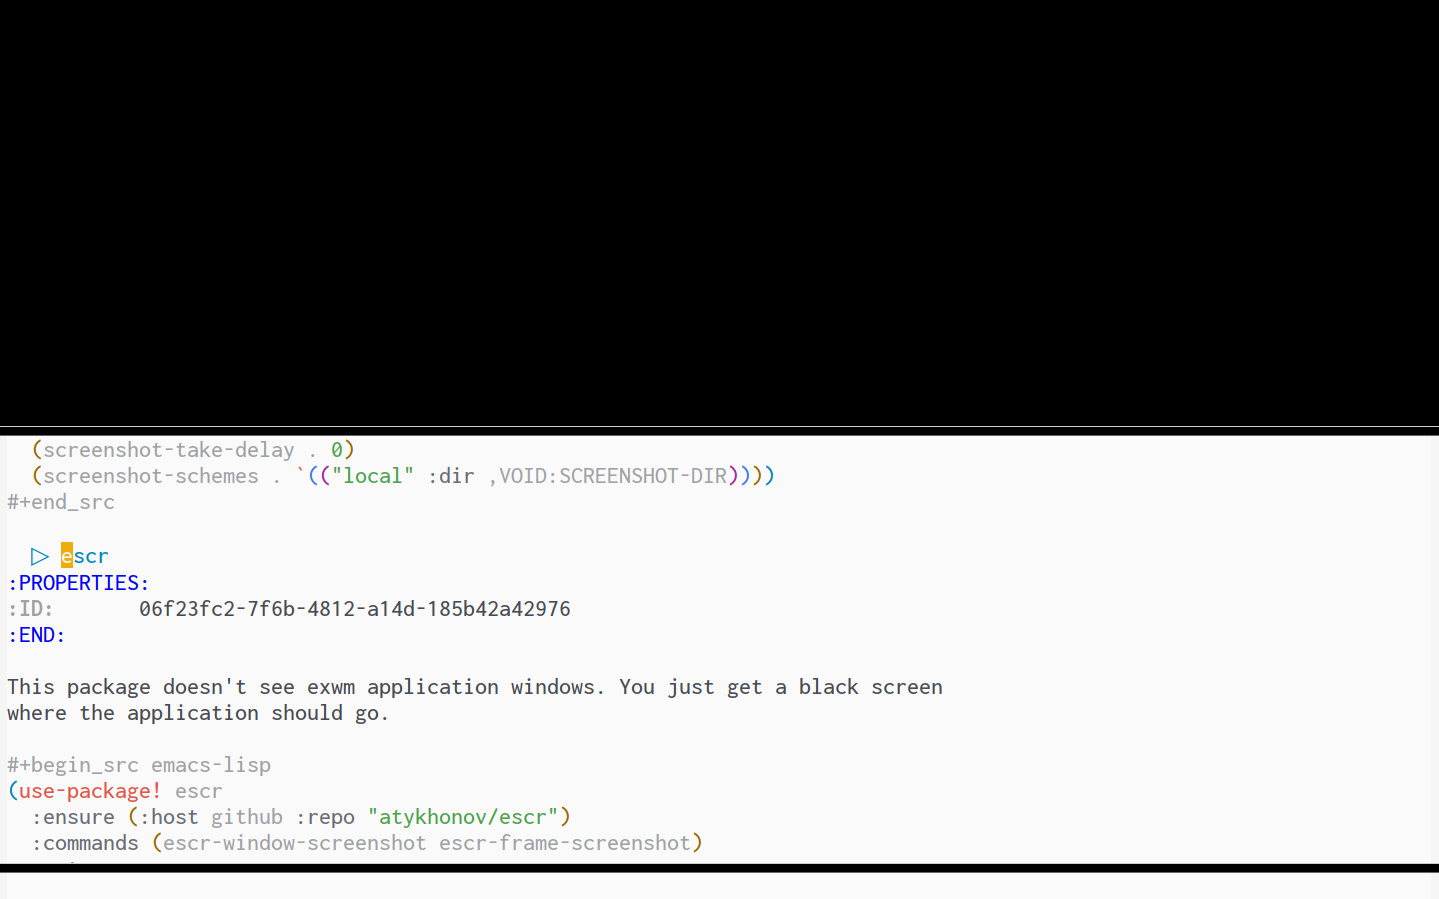 (screenshot-take-delay . 0)
(screenshot-schemes . `(("local" :dir ,VOID:SCREENSHOT-DIR))))
#+end_src
▷ escr
:PROPERTIES:
:ID: 06f23fc2-7f6b-4812-a14d-185b42a42976
:END:
This package doesn't see exwm application windows. You just get a black screen
where the application should go.
#+begin_src emacs-lisp
(use-package! escr
:ensure (:host github :repo "atykhonov/escr")
:commands (escr-window-screenshot escr-frame-screenshot)